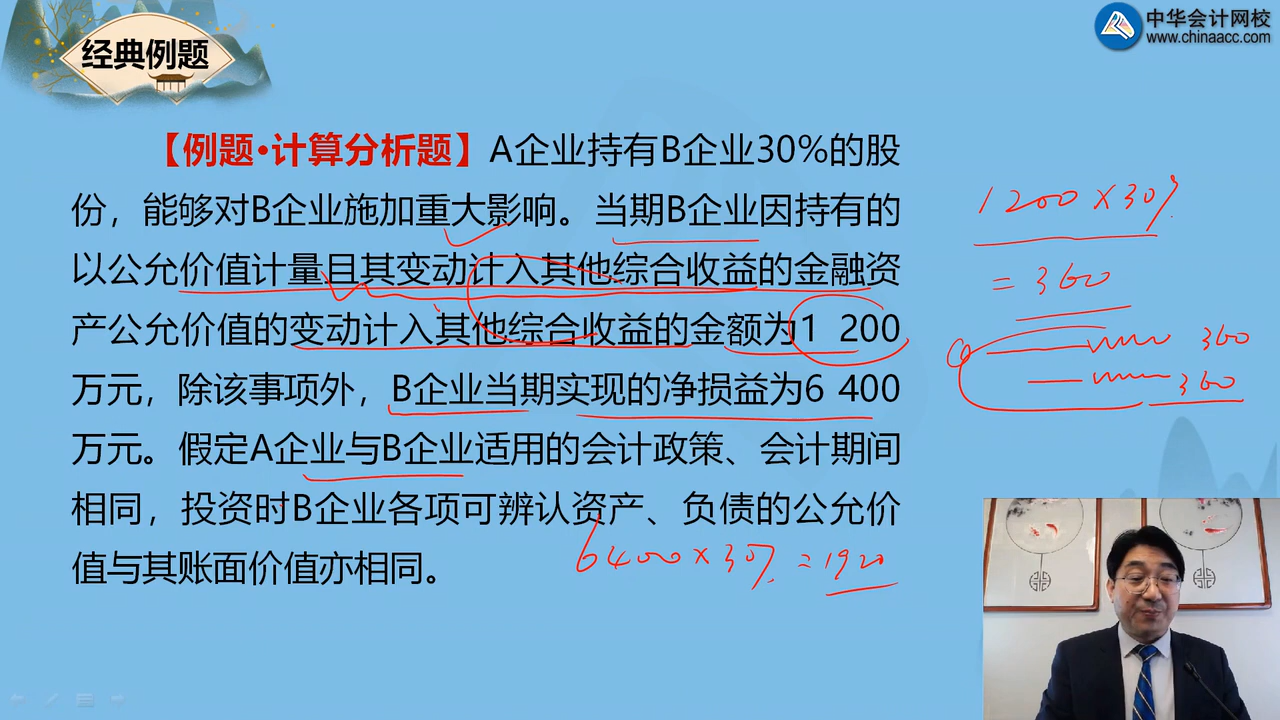 经典例题
中华会计网校
www.chinaacc.com
【例题·计算分析题】A企业持有B企业30%的股
份，能够对B企业施加重大影响。当期B企业因持有的
以公允价值计量且其变动计入其他综合收益的金融资
产公允价值的变动计入其他综合收益的金额为1 200
万元，除该事项外，B企业当期实现的净损益为6 400
万元。假定A企业与B企业适用的会计政策、会计期间
相同，投资时B企业各项可辨认资产、负债的公允价
值与其账面价值亦相同。
1200×30%
=360
360
360
6400×30%=1920